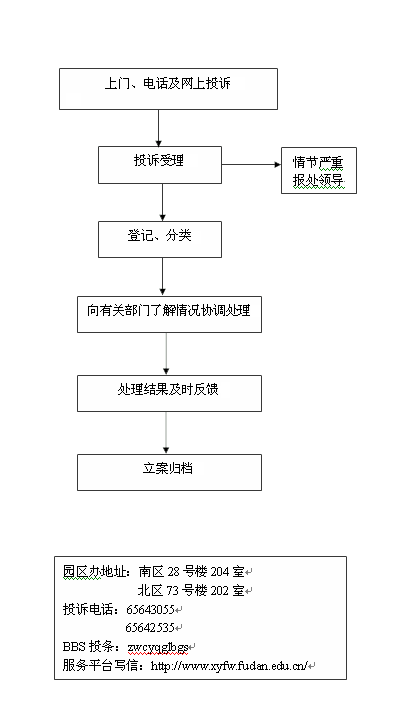 上门、电话及网上投诉
投诉受理
情节严重
报处领导
登记、分类
向有关部门了解情况协调处理
处理结果及时反馈
立案归档
园区办地址：南区 28 号楼 204 室
北区 73 号楼 202 室
投诉电话：65643055
65642535
BBS 投条：zwcyqglbgs
服务平台写信：http://www.xyfw.fudan.edu.cn/